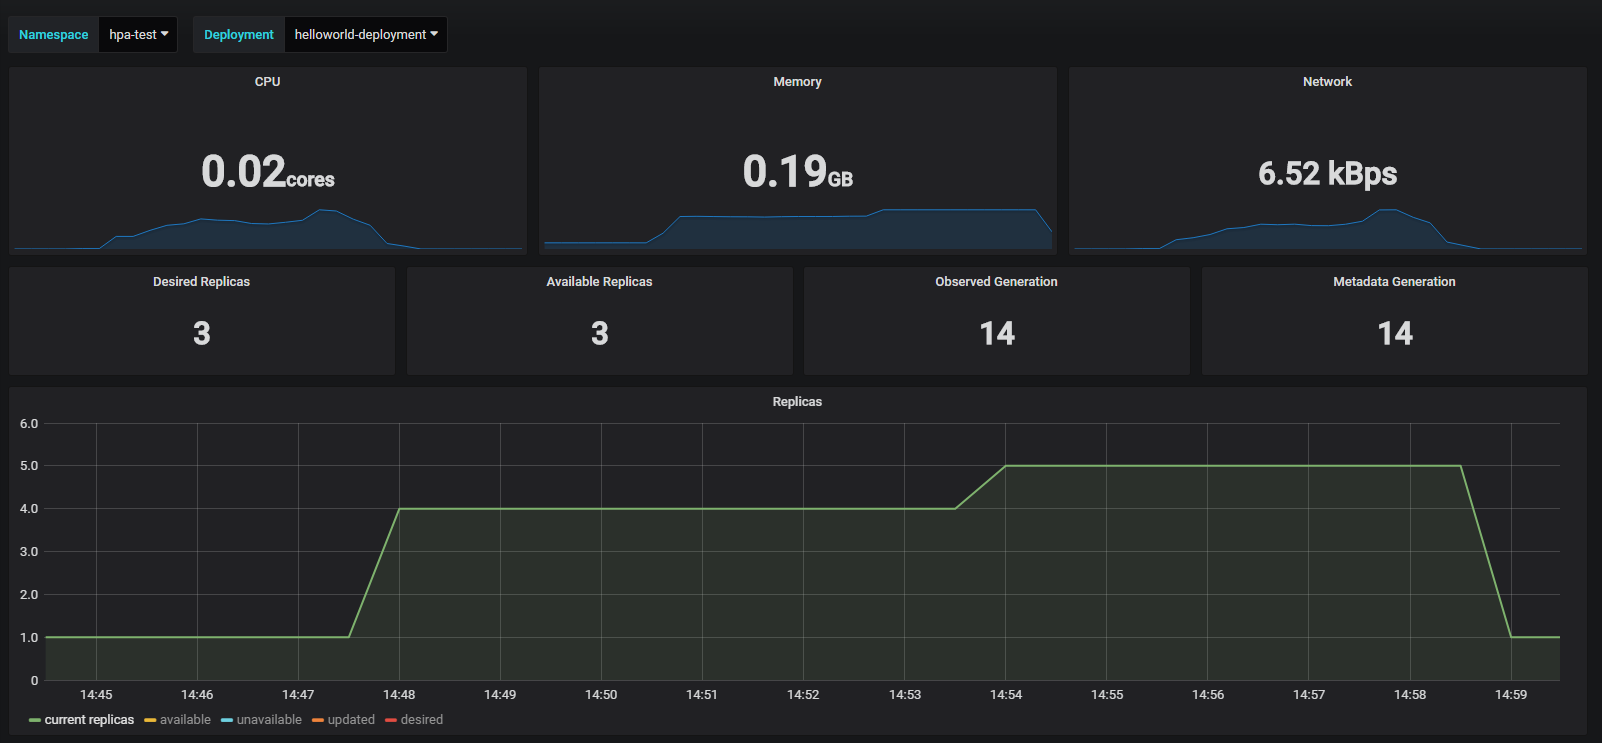 Namespace hpa-test Deployment helloworld-deployment
CPU Memory Network
0.02cores 0.19GB 6.52 kBps
Desired Replicas Available Replicas Observed Generation Metadata Generation
3 3 14 14
Replicas
6.0
5.0
4.0
3.0
2.0
1.0
0
14:45 14:46 14:47 14:48 14:49 14:50 14:51 14:52 14:53 14:54 14:55 14:56 14:57 14:58 14:59
current replicas available unavailable updated desired